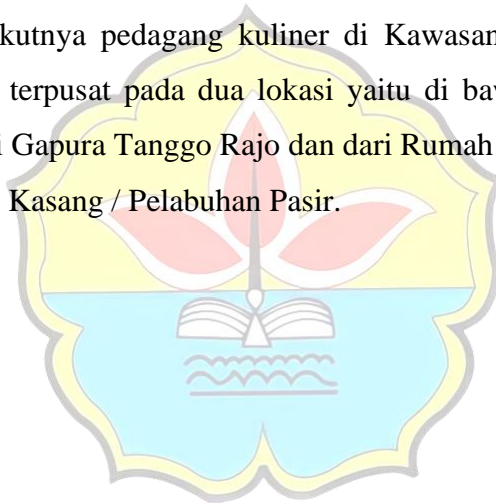 kutnya pedagang kuliner di Kawasan
terpusat pada dua lokasi yaitu di
i Gapura Tanggo Rajo dan dari Rumah
Kasang / Pelabuhan Pasir.